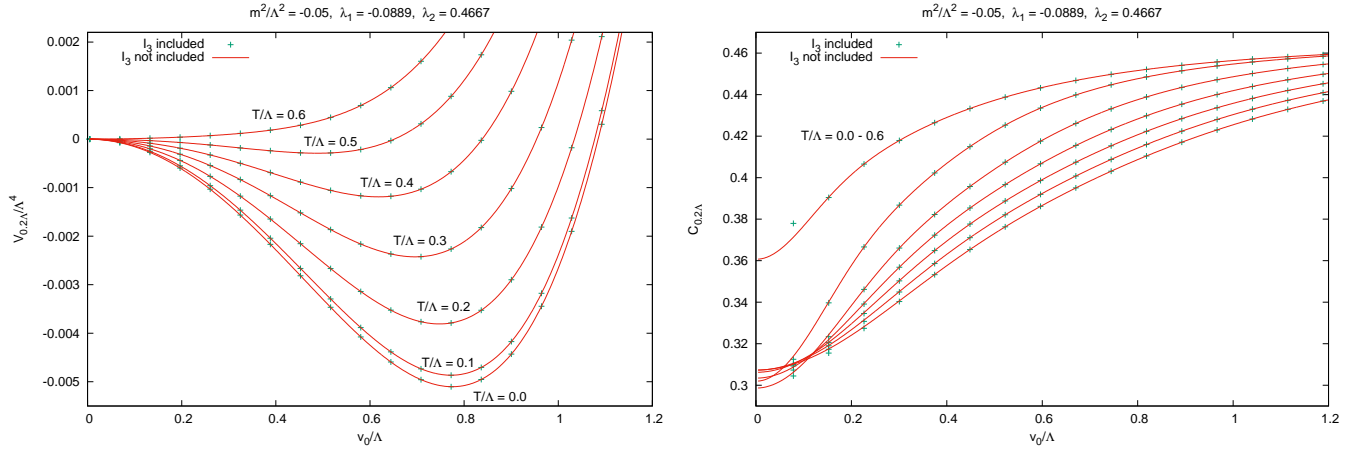 m²/Λ² = -0.05, λ₁ = -0.0889, λ₂ = 0.4667
I₃ included
I₃ not included
0.002
0.001
0
-0.001
-0.002
-0.003
-0.004
-0.005
V₀.₂Λ/Λ⁴
T/Λ = 0.6
T/Λ = 0.5
T/Λ = 0.4
T/Λ = 0.3
T/Λ = 0.2
T/Λ = 0.1
T/Λ = 0.0
0 0.2 0.4 0.6 0.8 1 1.2
v₀/Λ
m²/Λ² = -0.05, λ₁ = -0.0889, λ₂ = 0.4667
I₃ included
I₃ not included
0.46
0.44
0.42
0.4
0.38
0.36
0.34
0.32
0.3
C₀.₂Λ
T/Λ = 0.0 - 0.6
0 0.2 0.4 0.6 0.8 1 1.2
v₀/Λ